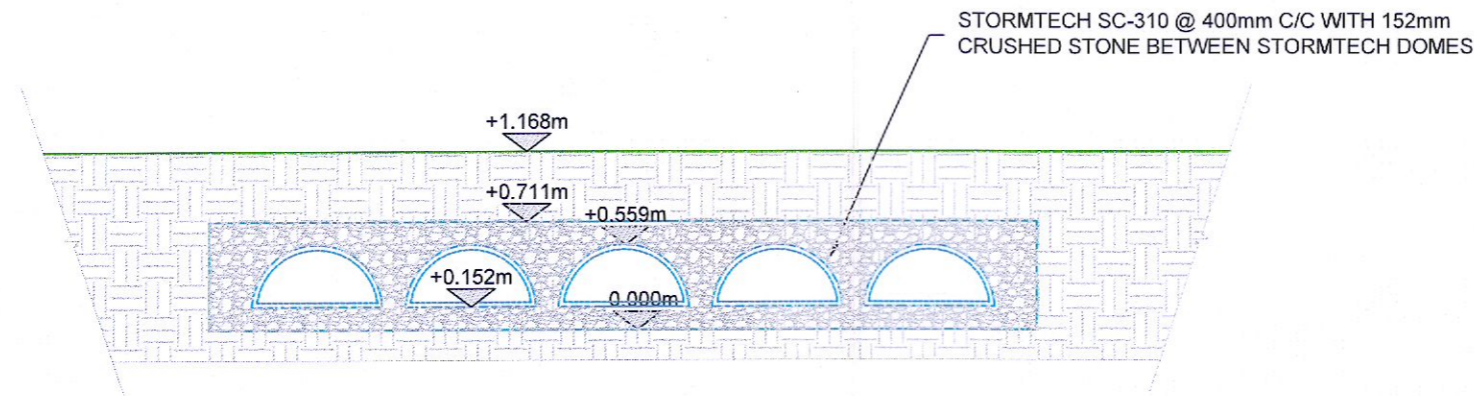 STORMTECH SC-310 @ 400mm C/C WITH 152mm
CRUSHED STONE BETWEEN STORMTECH DOMES
+1.168m
+0.711m
+0.559m
+0.152m
0.000m